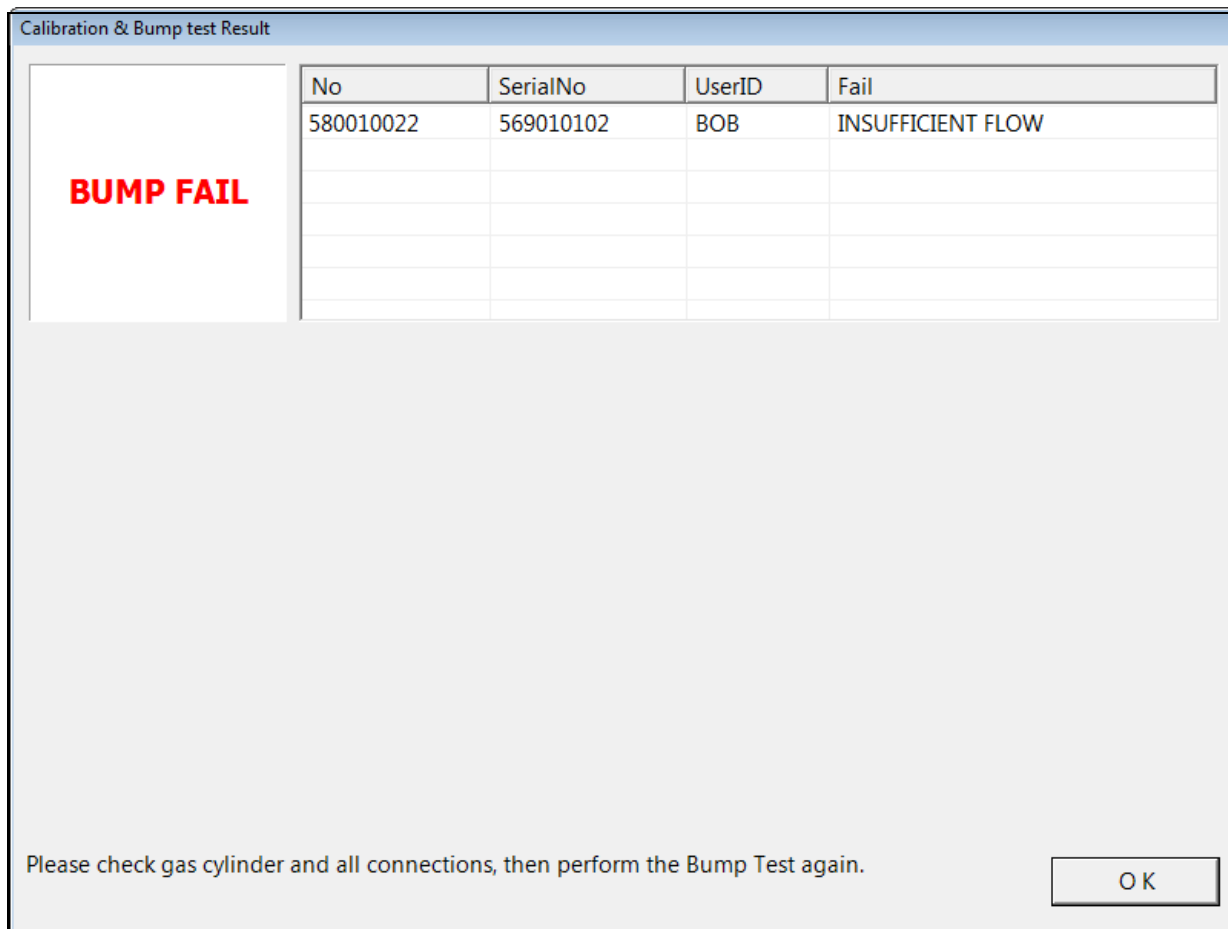 Calibration & Bump test Result
No SerialNo UserID Fail
580010022 569010102 BOB INSUFFICIENT FLOW
BUMP FAIL
Please check gas cylinder and all connections, then perform the Bump Test again.
O K